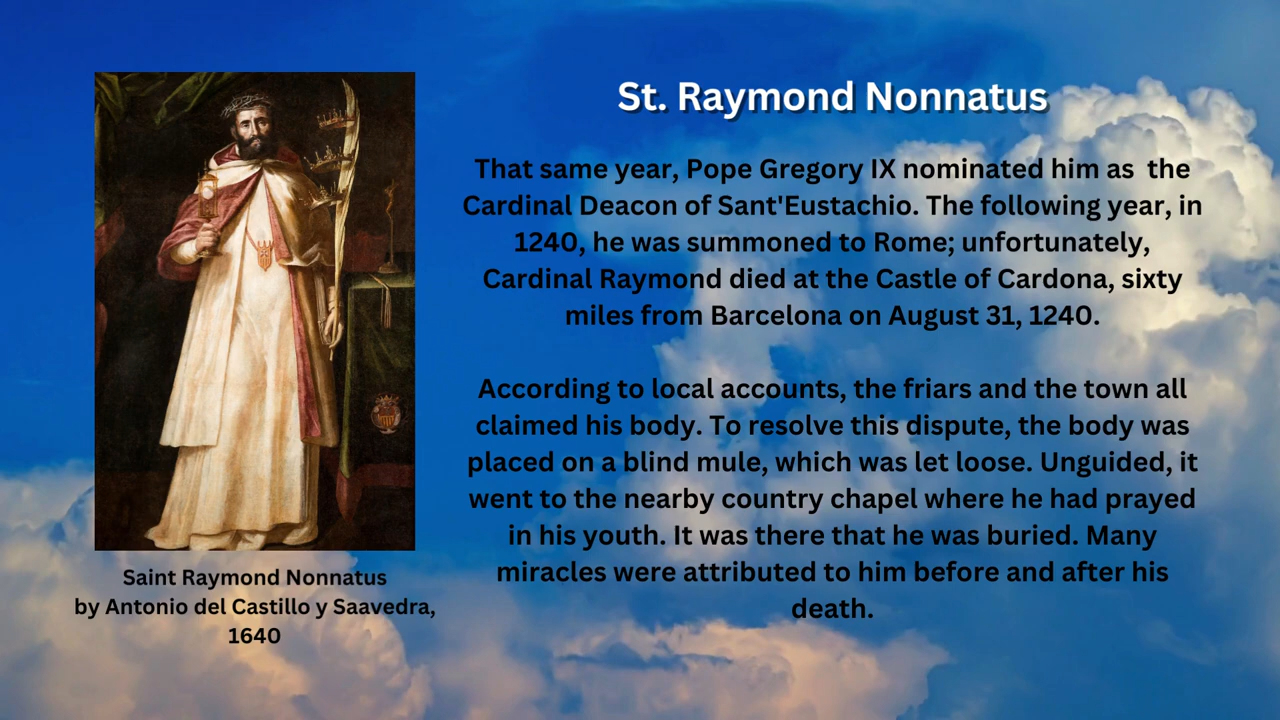 St. Raymond Nonnatus
That same year, Pope Gregory IX nominated him as  the
Cardinal Deacon of Sant'Eustachio. The following year, in
1240, he was summoned to Rome; unfortunately,
Cardinal Raymond died at the Castle of Cardona, sixty
miles from Barcelona on August 31, 1240.
According to local accounts, the friars and the town all
claimed his body. To resolve this dispute, the body was
placed on a blind mule, which was let loose. Unguided, it
went to the nearby country chapel where he had prayed
in his youth. It was there that he was buried. Many
miracles were attributed to him before and after his
death.
Saint Raymond Nonnatus
by Antonio del Castillo y Saavedra,
1640